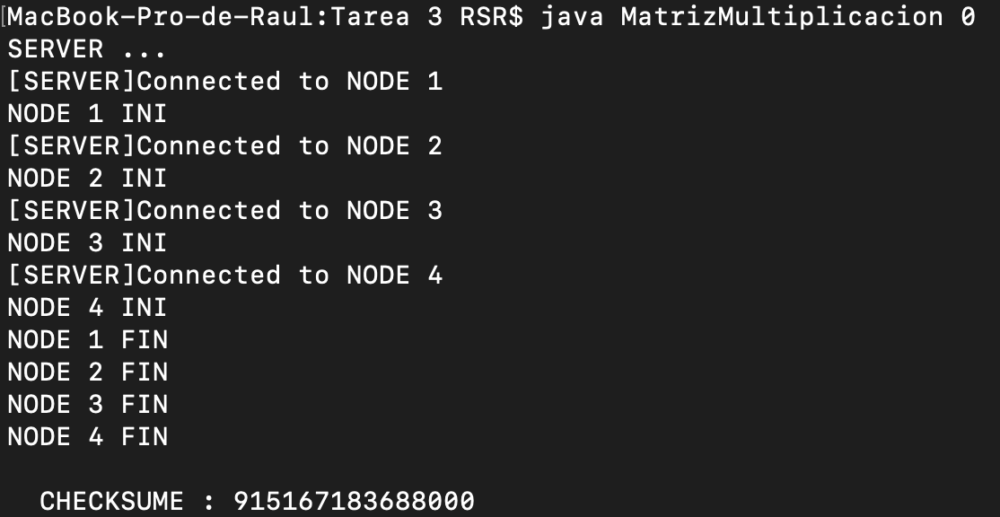 [MacBook-Pro-de-Raul:Tarea 3 RSR$ java MatrizMultiplicacion 0
SERVER ...
[SERVER]Connected to NODE 1
NODE 1 INI
[SERVER]Connected to NODE 2
NODE 2 INI
[SERVER]Connected to NODE 3
NODE 3 INI
[SERVER]Connected to NODE 4
NODE 4 INI
NODE 1 FIN
NODE 2 FIN
NODE 3 FIN
NODE 4 FIN
CHECKSUME : 915167183688000